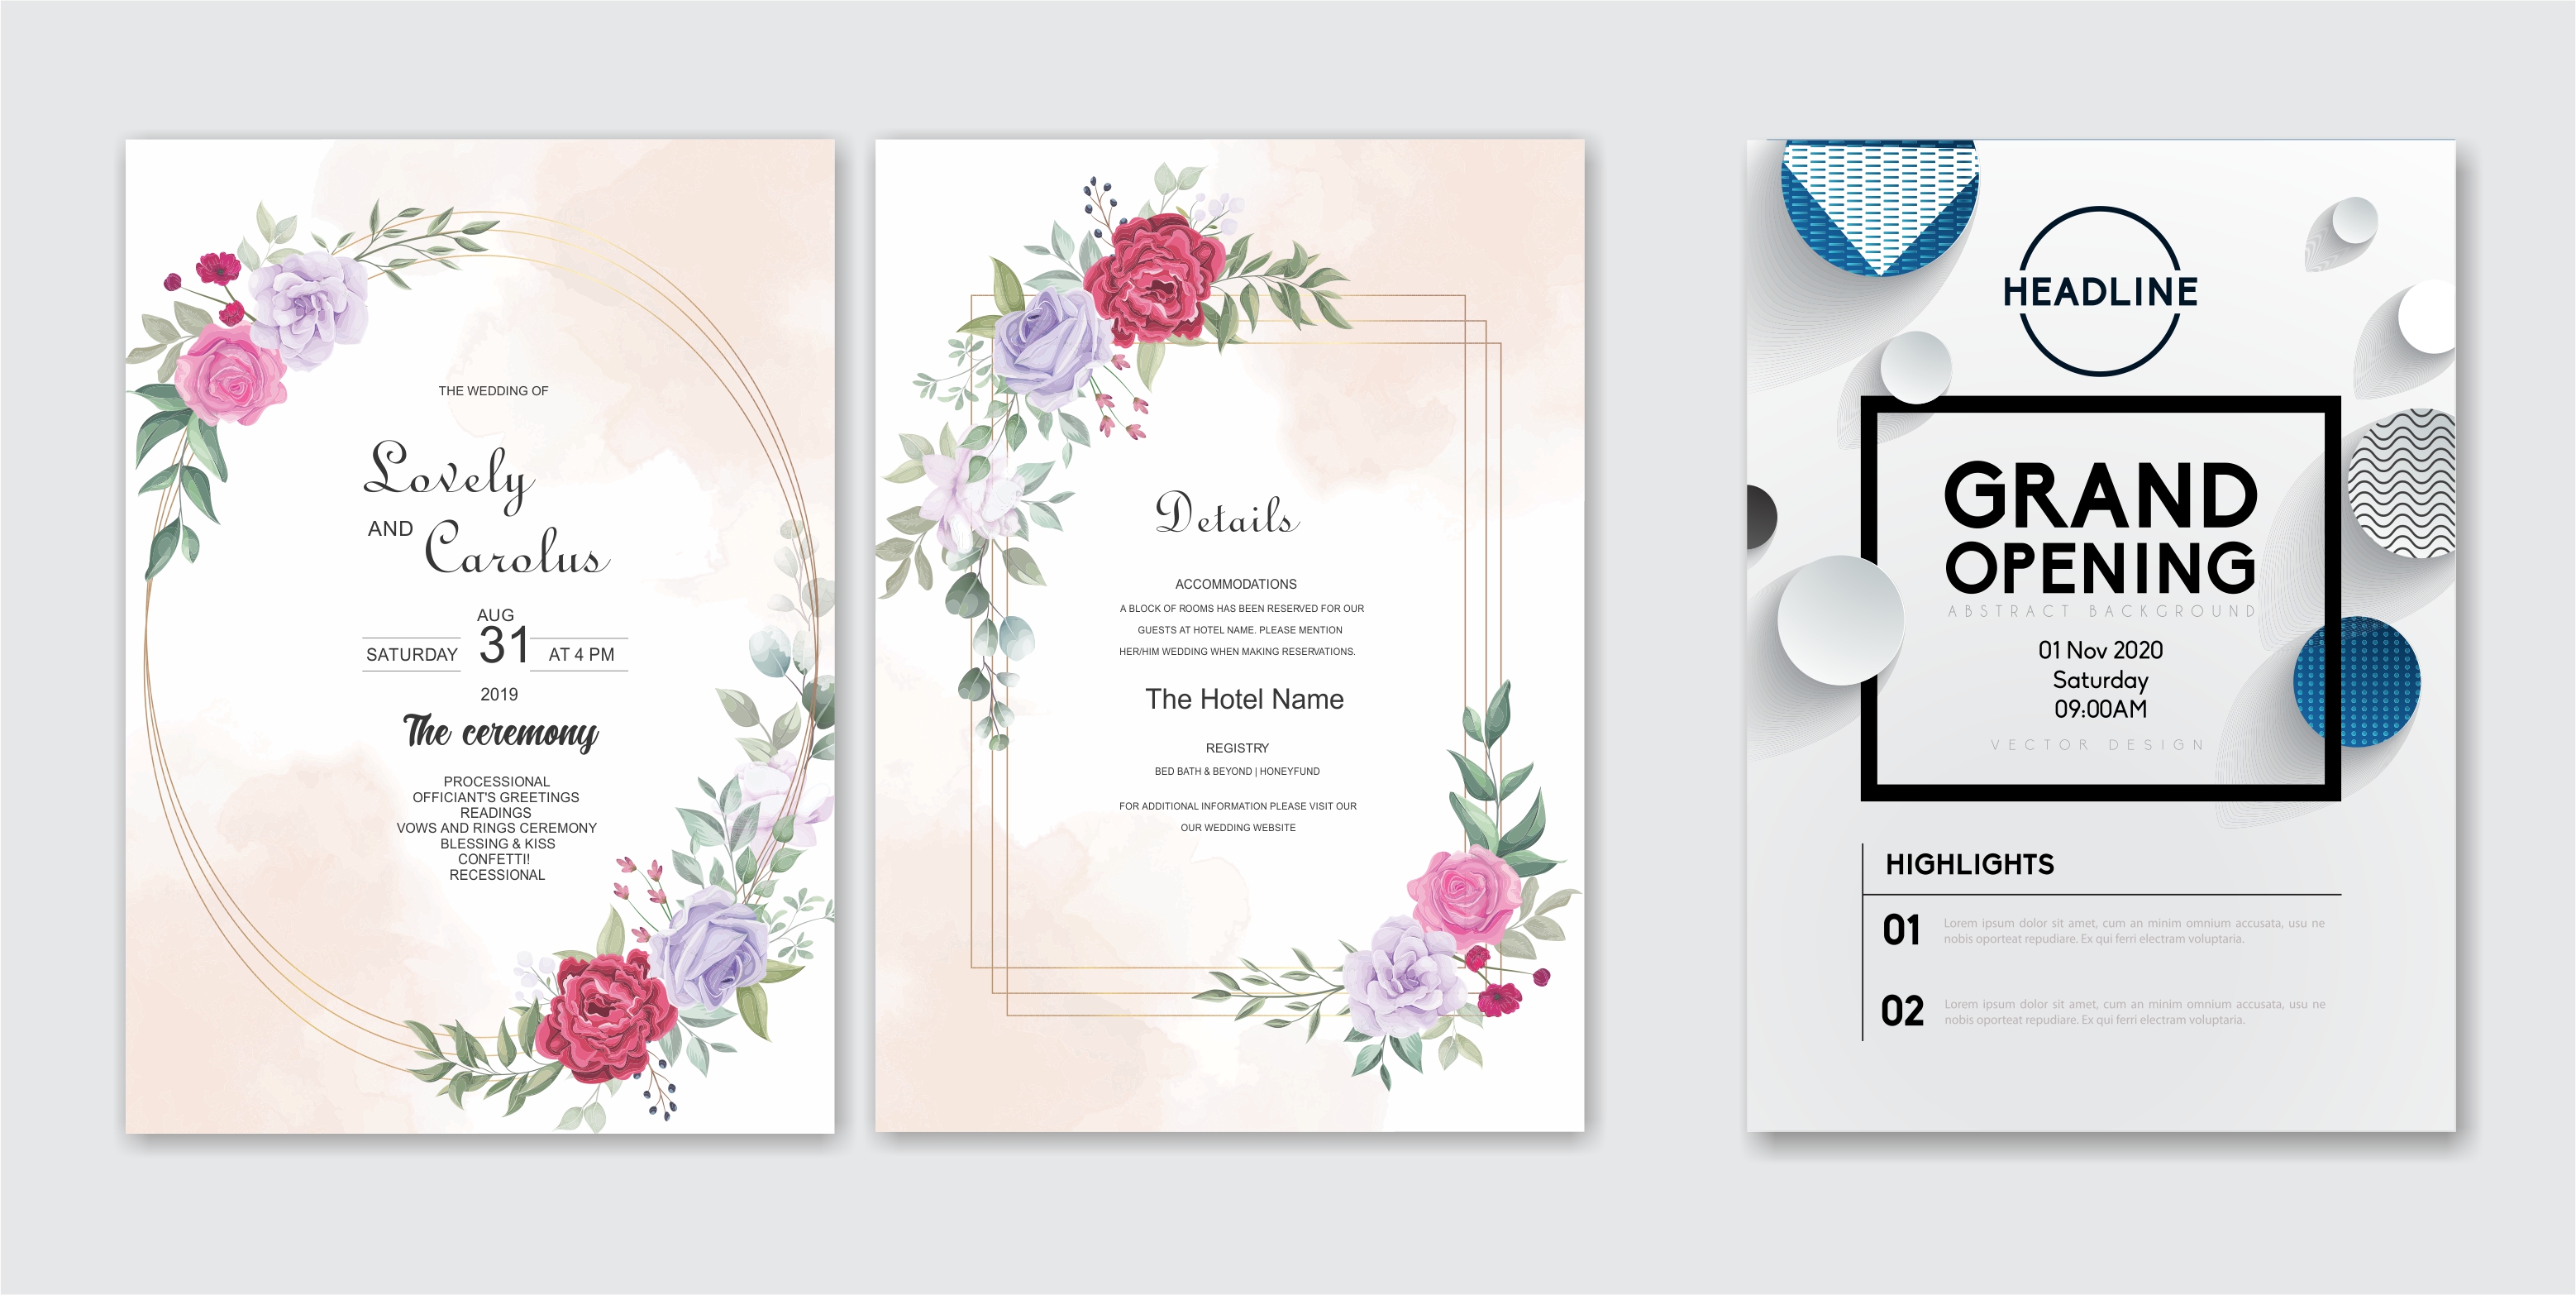 THE WEDDING OF
Lovely
AND
Carolus
AUG
SATURDAY 31 AT 4 PM
2019
The ceremony
PROCESSIONAL
OFFICIANT'S GREETINGS
READINGS
VOWS AND RINGS CEREMONY
BLESSING & KISS
CONFETTI!
RECESSIONAL
Details
ACCOMMODATIONS
A BLOCK OF ROOMS HAS BEEN RESERVED FOR OUR
GUESTS AT HOTEL NAME. PLEASE MENTION
HER/HIM WEDDING WHEN MAKING RESERVATIONS.
The Hotel Name
REGISTRY
BED BATH & BEYOND | HONEYFUND
FOR ADDITIONAL INFORMATION PLEASE VISIT OUR
OUR WEDDING WEBSITE
HEADLINE
GRAND
OPENING
ABSTRACT BACKGROUND
01 Nov 2020
Saturday
09:00AM
VECTOR DESIGN
HIGHLIGHTS
01 Lorem ipsum dolor sit amet, cum an minim omnium accusata, usu ne
nobis oporteat repudiare. Ex qui ferri electram voluptaria.
02 Lorem ipsum dolor sit amet, cum an minim omnium accusata, usu ne
nobis oporteat repudiare. Ex qui ferri electram voluptaria.